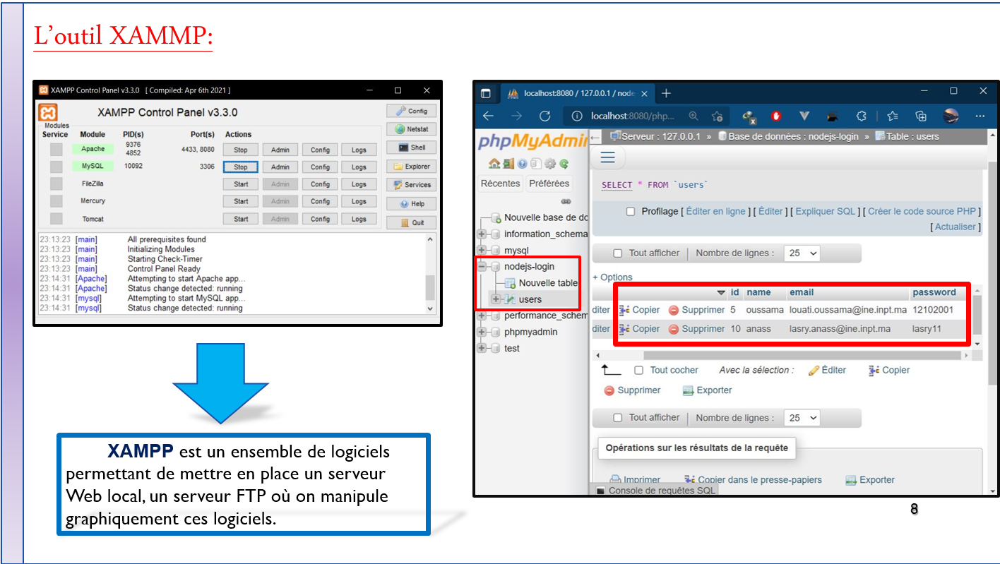 L'outil XAMMP:
XAMPP Control Panel v3.3.0 [ Compiled: Apr 6th 2021 ]
XAMPP Control Panel v3.3.0
Config
Modules
Service Module PID(s) Port(s) Actions
Netstat
Apache 9376 4852 4433, 8080 Stop Admin Config Logs
Shell
MySQL 10092 3306 Stop Admin Config Logs
Explorer
FileZilla Start Admin Config Logs
Services
Mercury Start Admin Config Logs
Help
Tomcat Start Admin Config Logs
Quit
23:13:23 [main] All prerequisites found
23:13:23 [main] Initializing Modules
23:13:23 [main] Starting Check-Timer
23:13:23 [main] Control Panel Ready
23:14:31 [Apache] Attempting to start Apache app...
23:14:31 [Apache] Status change detected: running
23:14:31 [mysql] Attempting to start MySQL app...
23:14:31 [mysql] Status change detected: running
XAMPP est un ensemble de logiciels
permettant de mettre en place un serveur
Web local, un serveur FTP où on manipule
graphiquement ces logiciels.
localhost:8080 / 127.0.0.1 / node
localhost:8080/php...
phpMyAdmin
Récentes Préférées
Nouvelle base de do
information_schema
mysql
nodejs-login
Nouvelle table
users
performance_schem
phpmyadmin
test
Serveur : 127.0.0.1 » Base de données : nodejs-login » Table : users
SELECT * FROM `users`
Profilage [ Éditer en ligne ] [ Éditer ] [ Expliquer SQL ] [ Créer le code source PHP ]
[ Actualiser ]
Tout afficher | Nombre de lignes : 25
+ Options
id name email password
diter Copier Supprimer 5 oussama louati.oussama@ine.inpt.ma 12102001
diter Copier Supprimer 10 anass lasry.anass@ine.inpt.ma lasry11
Tout cocher Avec la sélection : Éditer Copier
Supprimer Exporter
Tout afficher | Nombre de lignes : 25
Opérations sur les résultats de la requête
Imprimer Copier dans le presse-papiers Exporter
Console de requêtes SQL
8